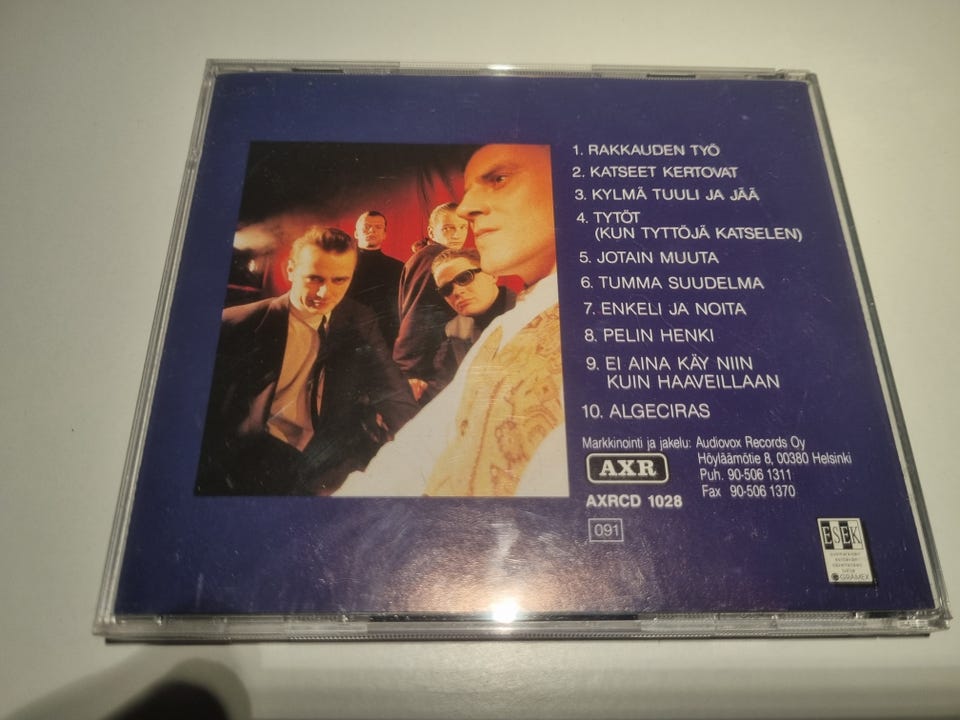 1. RAKKAUDEN TYÖ
2. KATSEET KERTOVAT
3. KYLMÄ TUULI JA JÄÄ
4. TYTÖT
(KUN TYTTÖJÄ KATSELEN)
5. JOTAIN MUUTA
6. TUMMA SUUDELMA
7. ENKELI JA NOITA
8. PELIN HENKI
9. EI AINA KÄY NIIN
KUIN HAAVEILLAAN
10. ALGECIRAS
Markkinointi ja jakelu: Audiovox Records Oy
Höyläämötie 8, 00380 Helsinki
Puh. 90-506 1311
Fax 90-506 1370
AXR
AXRCD 1028
091
ESEK
GRAMEX